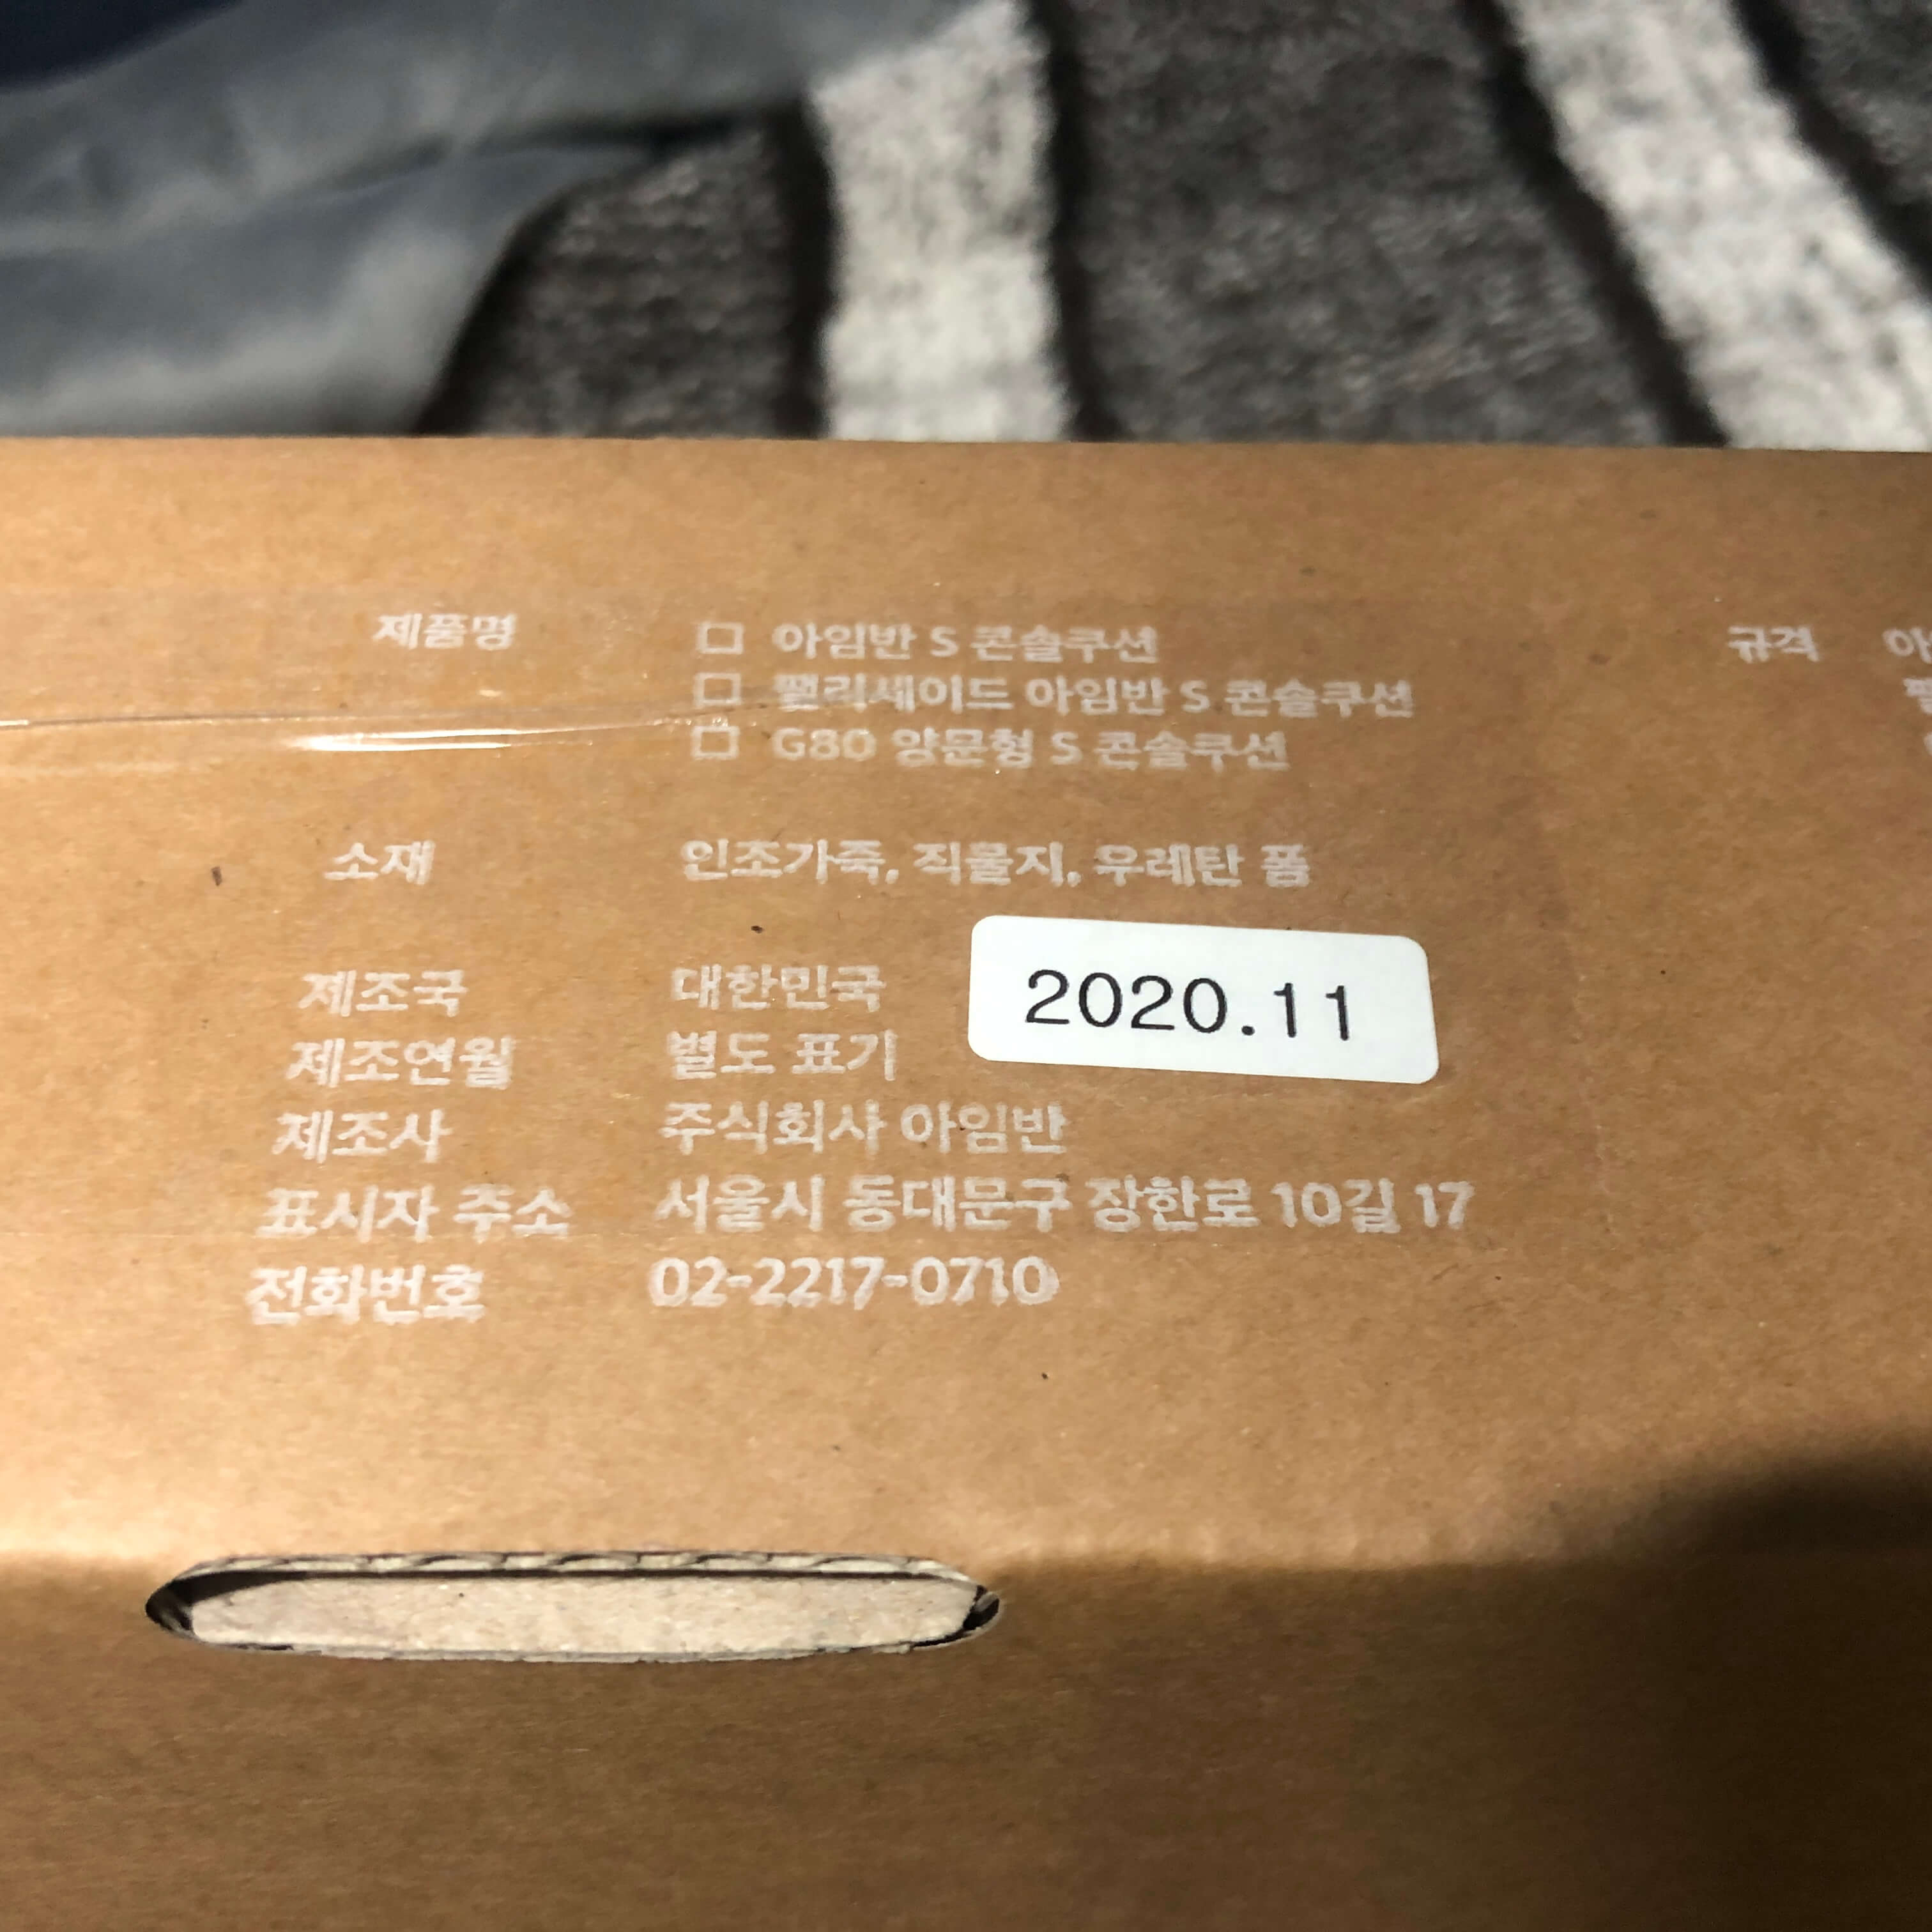 제품명 □ 아임반 S 콘솔쿠션 규격
□ 팰리세이드 아임반 S 콘솔쿠션
□ G80 양문형 S 콘솔쿠션
소재 인조가죽, 직물지, 우레탄 폼
제조국 대한민국 2020.11
제조연월 별도 표기
제조사 주식회사 아임반
표시자 주소 서울시 동대문구 장한로 10길 17
전화번호 02-2217-0710